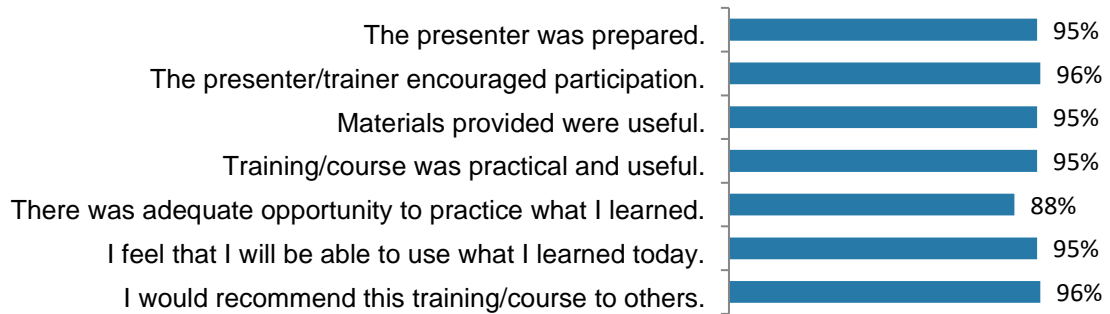 The presenter was prepared. 95%
The presenter/trainer encouraged participation. 96%
Materials provided were useful. 95%
Training/course was practical and useful. 95%
There was adequate opportunity to practice what I learned. 88%
I feel that I will be able to use what I learned today. 95%
I would recommend this training/course to others. 96%